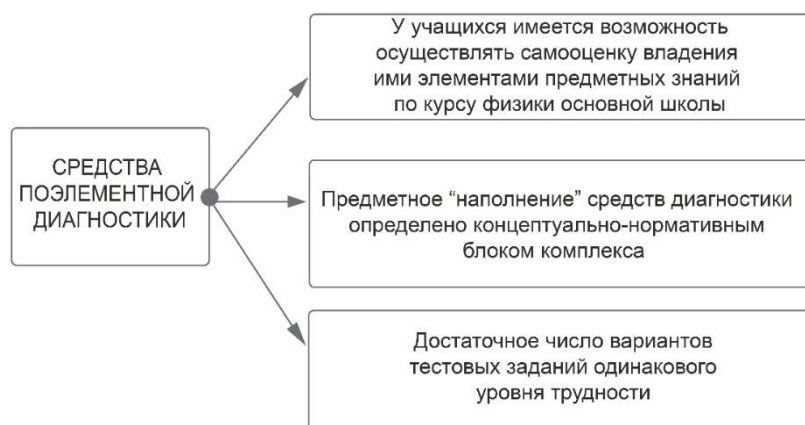 У учащихся имеется возможность
осуществлять самооценку владения
ими элементами предметных знаний
по курсу физики основной школы
СРЕДСТВА
ПОЭЛЕМЕНТНОЙ
ДИАГНОСТИКИ
Предметное “наполнение” средств диагностики
определено концептуально-нормативным
блоком комплекса
Достаточное число вариантов
тестовых заданий одинакового
уровня трудности